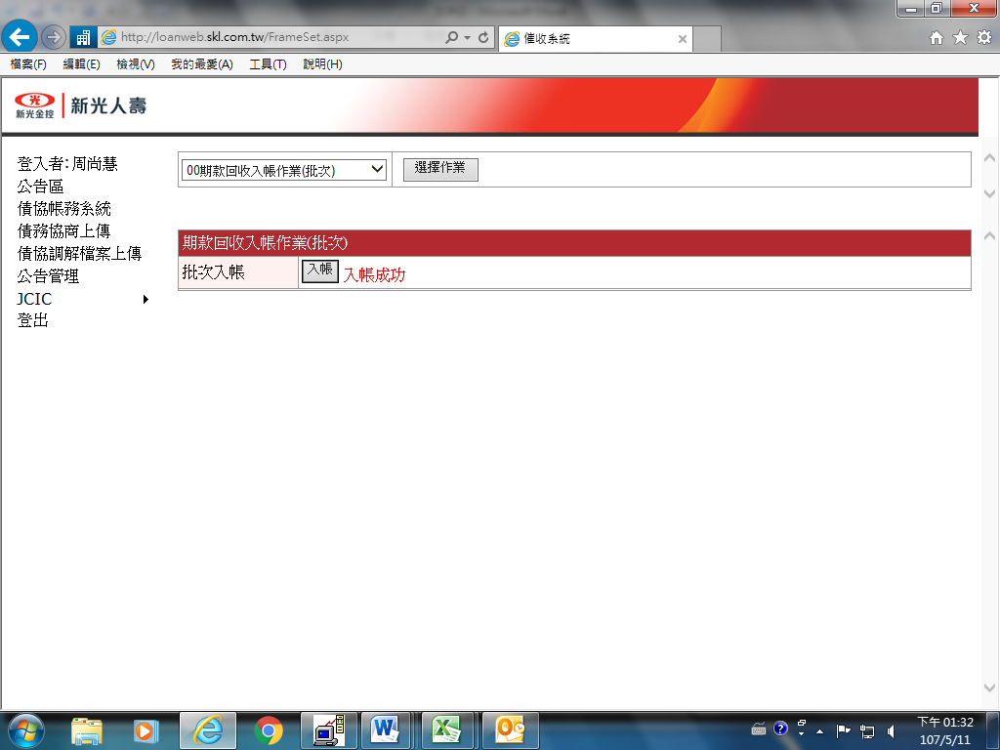 http://loanweb.skl.com.tw/FrameSet.aspx
催收系統
檔案(F) 編輯(E) 檢視(V) 我的最愛(A) 工具(T) 說明(H)
新光金控 新光人壽
登入者: 周尚慧
公告區
債協帳務系統
債務協商上傳
債協調解檔案上傳
公告管理
JCIC
登出
00期款回收入帳作業(批次) 選擇作業
期款回收入帳作業(批次)
批次入帳 入帳 入帳成功
下午 01:32
107/5/11